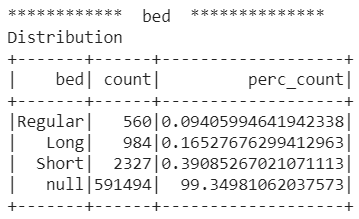 ************  bed  **************
Distribution
+-------+------+-------------------+
|    bed| count|         perc_count|
+-------+------+-------------------+
|Regular|   560|0.09405994641942338|
|   Long|   984|0.16527676299412963|
|  Short|  2327|0.39085267021071113|
|   null|591494|  99.34981062037573|
+-------+------+-------------------+